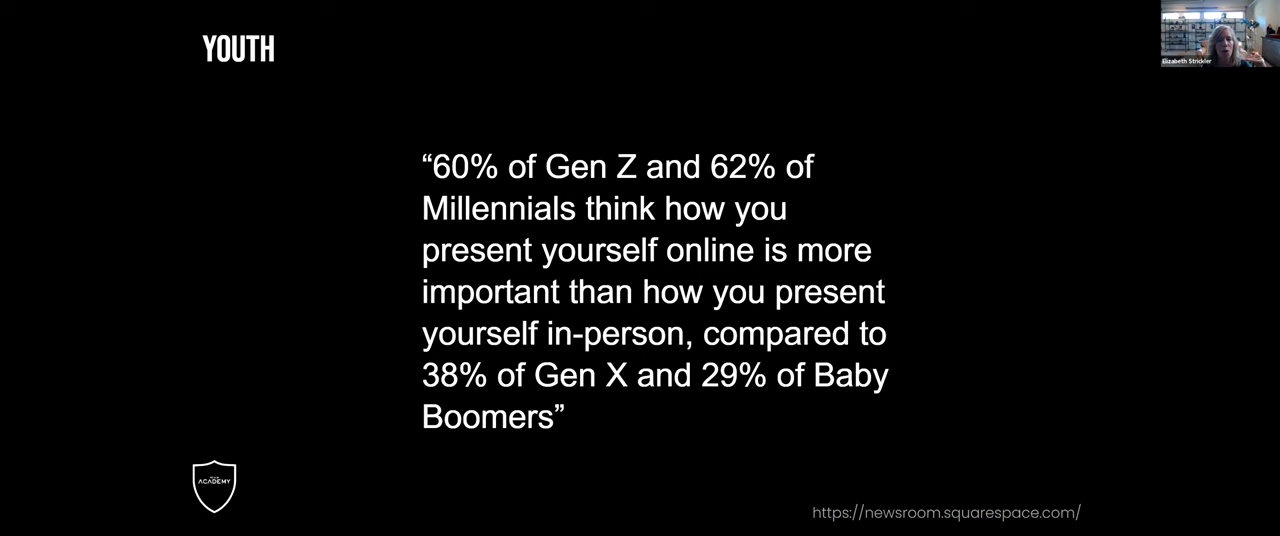 YOUTH
Elizabeth Strickler
“60% of Gen Z and 62% of
Millennials think how you
present yourself online is more
important than how you present
yourself in-person, compared to
38% of Gen X and 29% of Baby
Boomers”
ACADEMY
https://newsroom.squarespace.com/